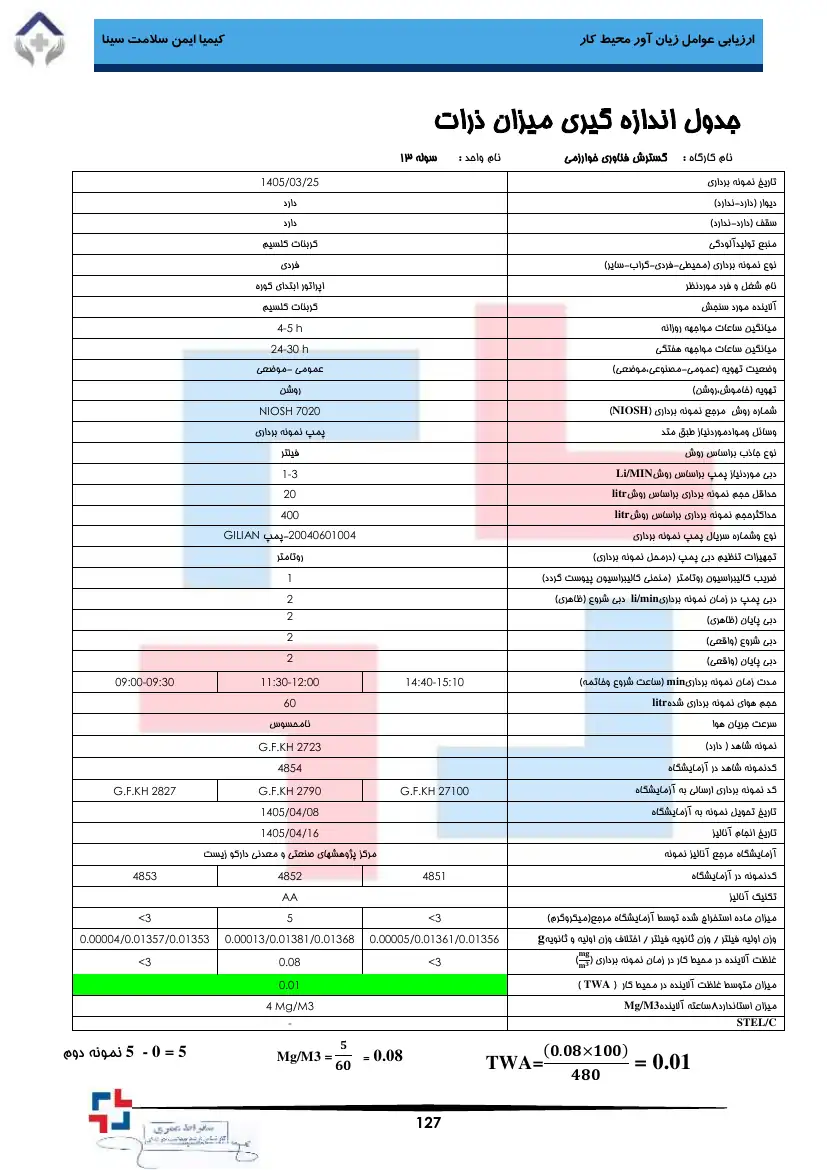 ارزیابی عوامل زیان آور محیط کار
کیمیا ایمن سلامت سینا
جدول اندازه گیری میزان ذرات
نام کارگاه : گسترش فناوری خوارزمی نام واحد : سوله ۱۳
تاریخ نمونه برداری 1405/03/25
دیوار (دارد-ندارد) دارد
سقف (دارد-ندارد) دارد
منبع تولیدآلودگی کربنات کلسیم
نوع نمونه برداری (محیطی-فردی-گراب-سایر) فردی
نام شغل و فرد موردنظر اپراتور ابتدای کوره
آلاینده مورد سنجش کربنات کلسیم
میانگین ساعات مواجهه روزانه 4-5 h
میانگین ساعات مواجهه هفتگی 24-30 h
وضعیت تهویه (عمومی-مصنوعی،موضعی) عمومی -موضعی
تهویه (خاموش،روشن) روشن
شماره روش مرجع نمونه برداری (NIOSH) NIOSH 7020
وسائل وموادموردنیاز طبق متد پمپ نمونه برداری
نوع جاذب براساس روش فیلتر
دبی موردنیاز پمپ براساس روش Li/MIN 1-3
حداقل حجم نمونه برداری براساس روش litr 20
حداکثرحجم نمونه برداری براساس روش litr 400
نوع وشماره سریال پمپ نمونه برداری 20040601004-پمپ GILIAN
تجهیزات تنظیم دبی پمپ (درمحل نمونه برداری) روتامتر
ضریب کالیبراسیون روتامتر (منحنی کالیبراسیون پیوست گردد) 1
دبی پمپ در زمان نمونه برداری li/min دبی شروع (ظاهری) 2
دبی پایان (ظاهری) 2
دبی شروع (واقعی) 2
دبی پایان (واقعی) 2
مدت زمان نمونه برداری min (ساعت شروع وخاتمه) 14:40-15:10 11:30-12:00 09:00-09:30
حجم هوای نمونه برداری شده litr 60
سرعت جریان هوا نامحسوس
نمونه شاهد ( دارد) G.F.KH 2723
کدنمونه شاهد در آزمایشگاه 4854
کد نمونه برداری ارسالی به آزمایشگاه G.F.KH 27100 G.F.KH 2790 G.F.KH 2827
تاریخ تحویل نمونه به آزمایشگاه 1405/04/08
تاریخ انجام آنالیز 1405/04/16
آزمایشگاه مرجع آنالیز نمونه مرکز پژوهشهای صنعتی و معدنی دارکو زیست
کدنمونه در آزمایشگاه 4851 4852 4853
تکنیک آنالیز AA
میزان ماده استخراج شده توسط آزمایشگاه مرجع(میکروگرم) <3 5 <3
وزن اولیه فیلتر / وزن ثانویه فیلتر / اختلاف وزن اولیه و ثانویه g 0.00005/0.01361/0.01356 0.00013/0.01381/0.01368 0.00004/0.01357/0.01353
غلظت آلاینده در محیط کار در زمان نمونه برداری (mg/m³) <3 0.08 <3
میزان متوسط غلظت آلاینده در محیط کار ( TWA ) 0.01
میزان استاندارد۸ساعته آلاینده Mg/M3 4 Mg/M3
STEL/C -
5 - 0 = 5 نمونه دوم
Mg/M3 = 5/60 = 0.08
TWA=(0.08×100)/480 = 0.01
127